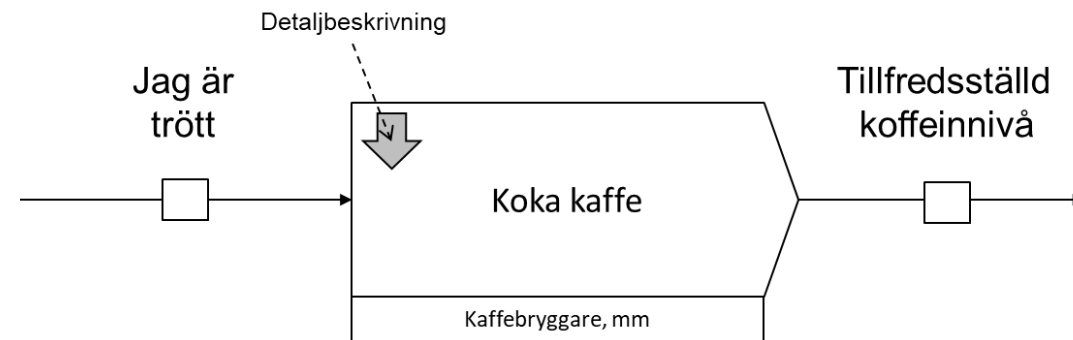 Detaljbeskrivning
Jag är
trött
Tillfredsställd
koffeinnivå
Koka kaffe
Kaffebryggare, mm